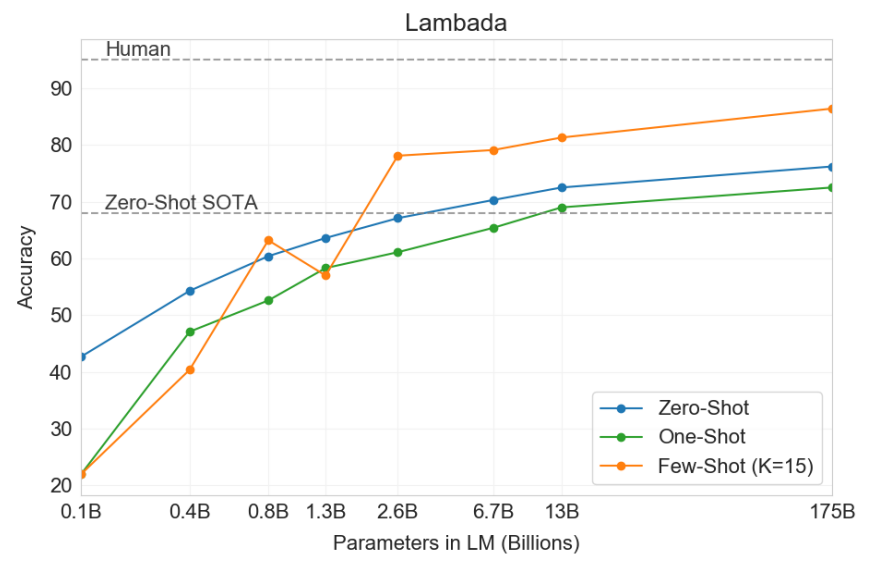 Lambada
Human
90
80
70
Zero-Shot SOTA
60
50
40
30
20
Accuracy
Zero-Shot
One-Shot
Few-Shot (K=15)
0.1B 0.4B 0.8B 1.3B 2.6B 6.7B 13B 175B
Parameters in LM (Billions)